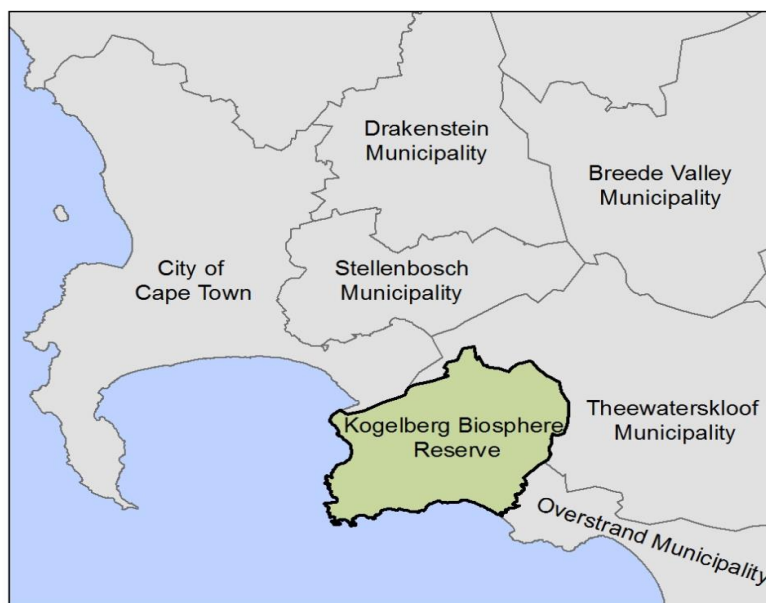 Drakenstein
Municipality
Breede Valley
Municipality
City of
Cape Town
Stellenbosch
Municipality
Kogelberg Biosphere
Reserve
Theewaterskloof
Municipality
Overstrand Municipality